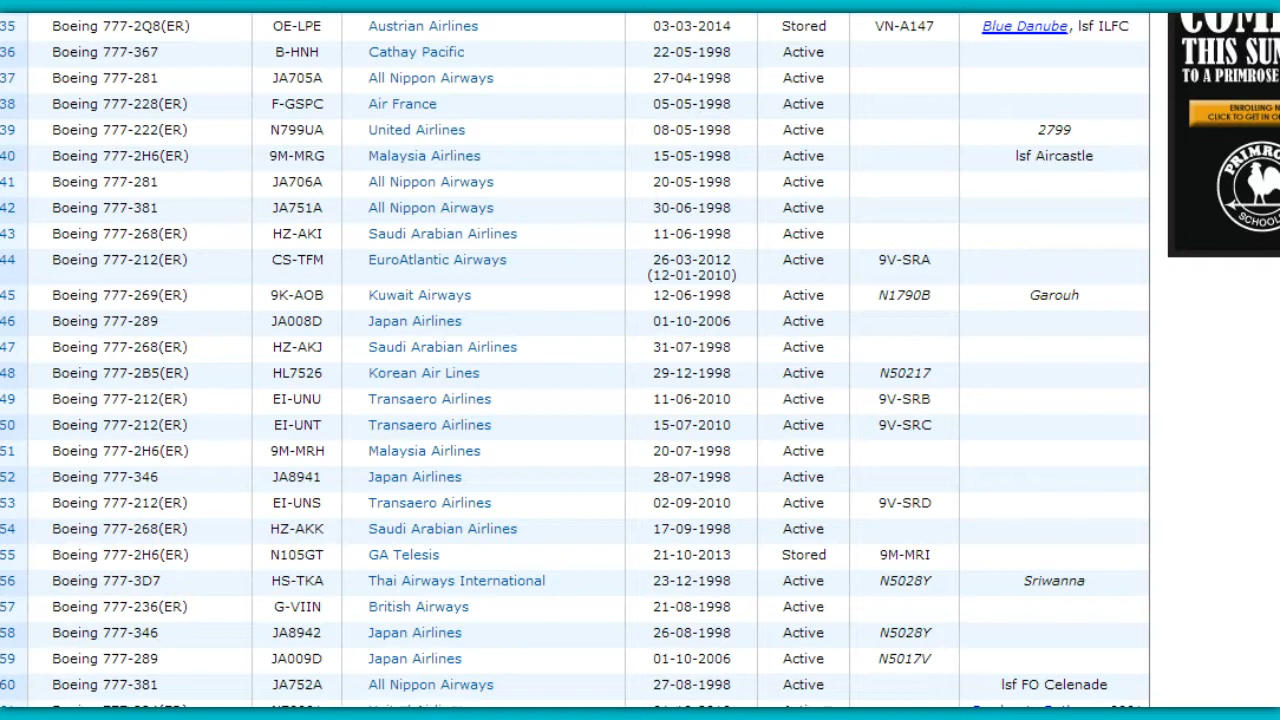 35 Boeing 777-2Q8(ER) OE-LPE Austrian Airlines 03-03-2014 Stored VN-A147 Blue Danube, lsf ILFC
36 Boeing 777-367 B-HNH Cathay Pacific 22-05-1998 Active
37 Boeing 777-281 JA705A All Nippon Airways 27-04-1998 Active
38 Boeing 777-228(ER) F-GSPC Air France 05-05-1998 Active
39 Boeing 777-222(ER) N799UA United Airlines 08-05-1998 Active 2799
40 Boeing 777-2H6(ER) 9M-MRG Malaysia Airlines 15-05-1998 Active lsf Aircastle
41 Boeing 777-281 JA706A All Nippon Airways 20-05-1998 Active
42 Boeing 777-381 JA751A All Nippon Airways 30-06-1998 Active
43 Boeing 777-268(ER) HZ-AKI Saudi Arabian Airlines 11-06-1998 Active
44 Boeing 777-212(ER) CS-TFM EuroAtlantic Airways 26-03-2012 Active 9V-SRA
(12-01-2010)
45 Boeing 777-269(ER) 9K-AOB Kuwait Airways 12-06-1998 Active N1790B Garouh
46 Boeing 777-289 JA008D Japan Airlines 01-10-2006 Active
47 Boeing 777-268(ER) HZ-AKJ Saudi Arabian Airlines 31-07-1998 Active
48 Boeing 777-2B5(ER) HL7526 Korean Air Lines 29-12-1998 Active N50217
49 Boeing 777-212(ER) EI-UNU Transaero Airlines 11-06-2010 Active 9V-SRB
50 Boeing 777-212(ER) EI-UNT Transaero Airlines 15-07-2010 Active 9V-SRC
51 Boeing 777-2H6(ER) 9M-MRH Malaysia Airlines 20-07-1998 Active
52 Boeing 777-346 JA8941 Japan Airlines 28-07-1998 Active
53 Boeing 777-212(ER) EI-UNS Transaero Airlines 02-09-2010 Active 9V-SRD
54 Boeing 777-268(ER) HZ-AKK Saudi Arabian Airlines 17-09-1998 Active
55 Boeing 777-2H6(ER) N105GT GA Telesis 21-10-2013 Stored 9M-MRI
56 Boeing 777-3D7 HS-TKA Thai Airways International 23-12-1998 Active N5028Y Sriwanna
57 Boeing 777-236(ER) G-VIIN British Airways 21-08-1998 Active
58 Boeing 777-346 JA8942 Japan Airlines 26-08-1998 Active N5028Y
59 Boeing 777-289 JA009D Japan Airlines 01-10-2006 Active N5017V
60 Boeing 777-381 JA752A All Nippon Airways 27-08-1998 Active lsf FO Celenade
THIS SUM
TO A PRIMROSE
ENROLLING N
CLICK TO GET IN O
PRIMRO
SCHOOL